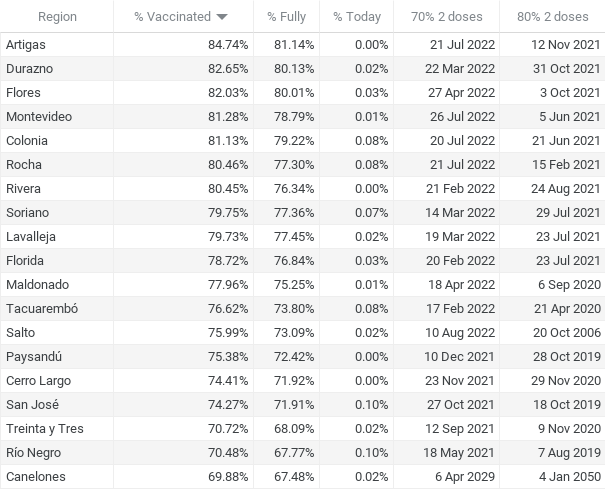 Region % Vaccinated % Fully % Today 70% 2 doses 80% 2 doses
Artigas 84.74% 81.14% 0.00% 21 Jul 2022 12 Nov 2021
Durazno 82.65% 80.13% 0.02% 22 Mar 2022 31 Oct 2021
Flores 82.03% 80.01% 0.03% 27 Apr 2022 3 Oct 2021
Montevideo 81.28% 78.79% 0.01% 26 Jul 2022 5 Jun 2021
Colonia 81.13% 79.22% 0.08% 20 Jul 2022 21 Jun 2021
Rocha 80.46% 77.30% 0.08% 21 Jul 2022 15 Feb 2021
Rivera 80.45% 76.34% 0.00% 21 Feb 2022 24 Aug 2021
Soriano 79.75% 77.36% 0.07% 14 Mar 2022 29 Jul 2021
Lavalleja 79.73% 77.45% 0.02% 19 Mar 2022 23 Jul 2021
Florida 78.72% 76.84% 0.03% 20 Feb 2022 23 Jul 2021
Maldonado 77.96% 75.25% 0.01% 18 Apr 2022 6 Sep 2020
Tacuarembó 76.62% 73.80% 0.08% 17 Feb 2022 21 Apr 2020
Salto 75.99% 73.09% 0.02% 10 Aug 2022 20 Oct 2006
Paysandú 75.38% 72.42% 0.00% 10 Dec 2021 28 Oct 2019
Cerro Largo 74.41% 71.92% 0.00% 23 Nov 2021 29 Nov 2020
San José 74.27% 71.91% 0.10% 27 Oct 2021 18 Oct 2019
Treinta y Tres 70.72% 68.09% 0.02% 12 Sep 2021 9 Nov 2020
Río Negro 70.48% 67.77% 0.10% 18 May 2021 7 Aug 2019
Canelones 69.88% 67.48% 0.02% 6 Apr 2029 4 Jan 2050